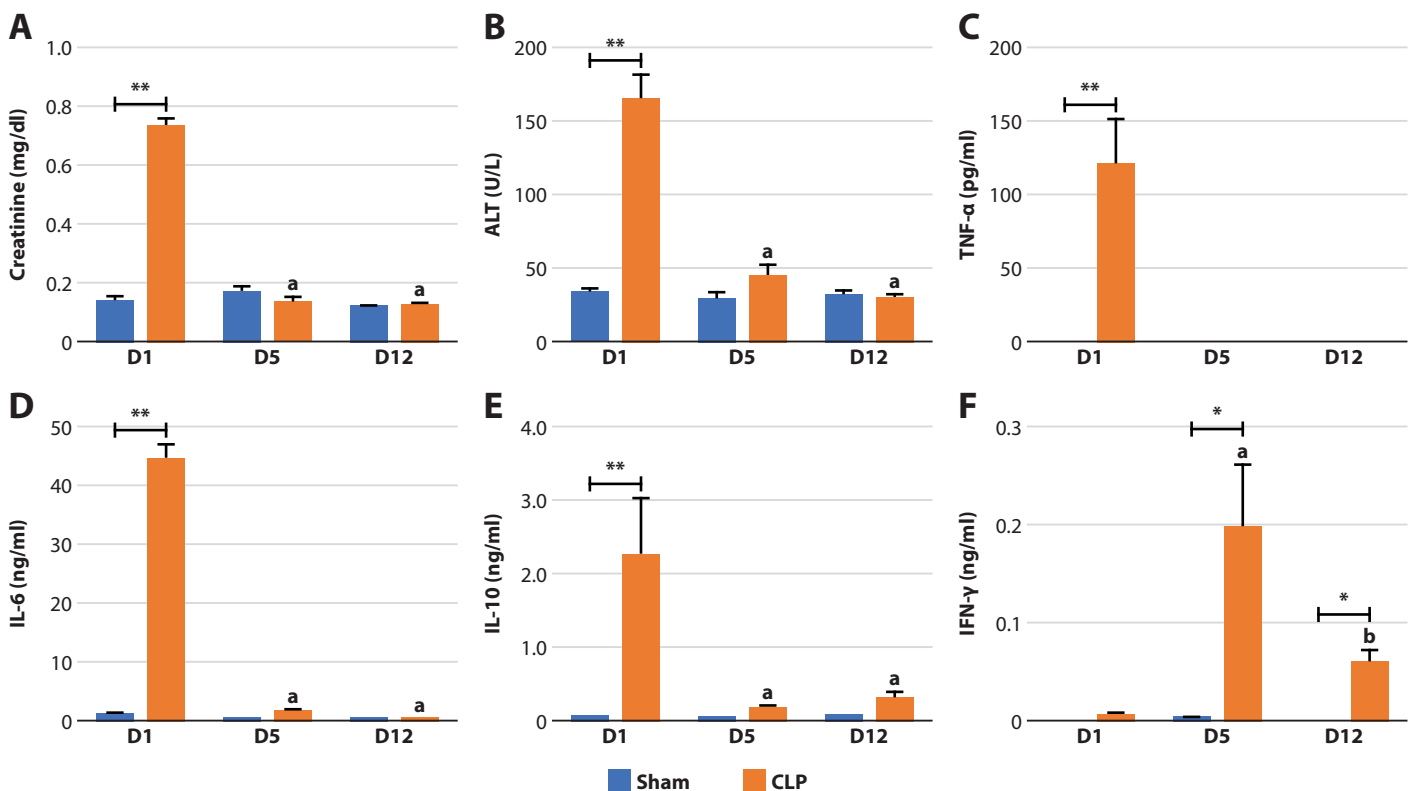 A
Creatinine (mg/dl)
1.0
0.8
0.6
0.4
0.2
0
**
a
a
D1 D5 D12
B
ALT (U/L)
200
150
100
50
0
**
a
a
D1 D5 D12
C
TNF-α (pg/ml)
200
150
100
50
0
**
D1 D5 D12
D
IL-6 (ng/ml)
50
40
30
20
10
0
**
a
a
D1 D5 D12
E
IL-10 (ng/ml)
4.0
3.0
2.0
1.0
0
**
a
a
D1 D5 D12
F
IFN-γ (ng/ml)
0.3
0.2
0.1
0
*
a
*
b
D1 D5 D12
Sham CLP